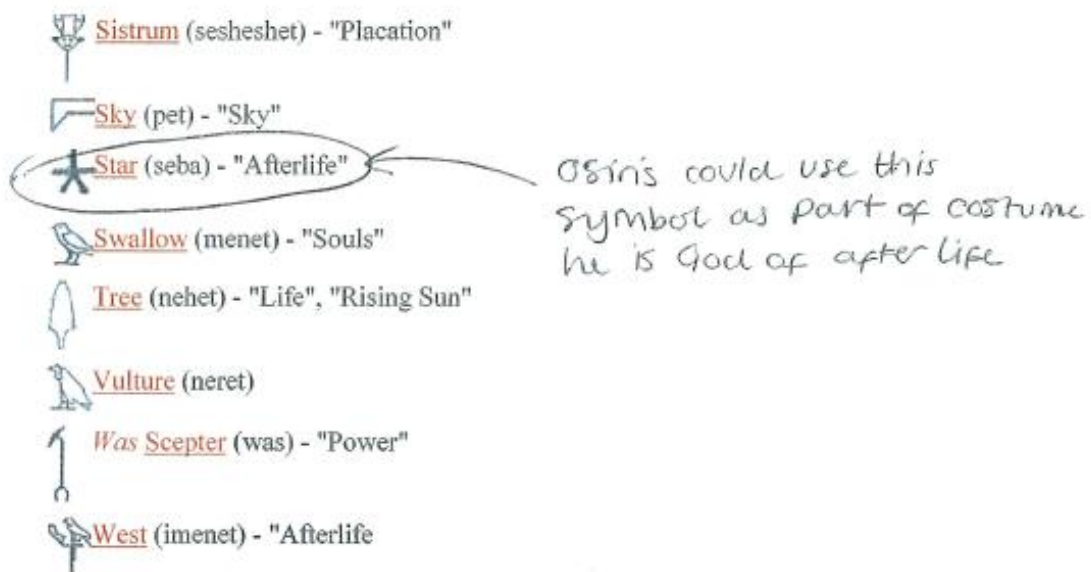 Sistrum (sesheshet) - "Placation"
Sky (pet) - "Sky"
Star (seba) - "Afterlife"
Osiris could use this
symbol as part of costume
he is God of after life
Swallow (menet) - "Souls"
Tree (nehet) - "Life", "Rising Sun"
Vulture (neret)
Was Scepter (was) - "Power"
West (imenet) - "Afterlife